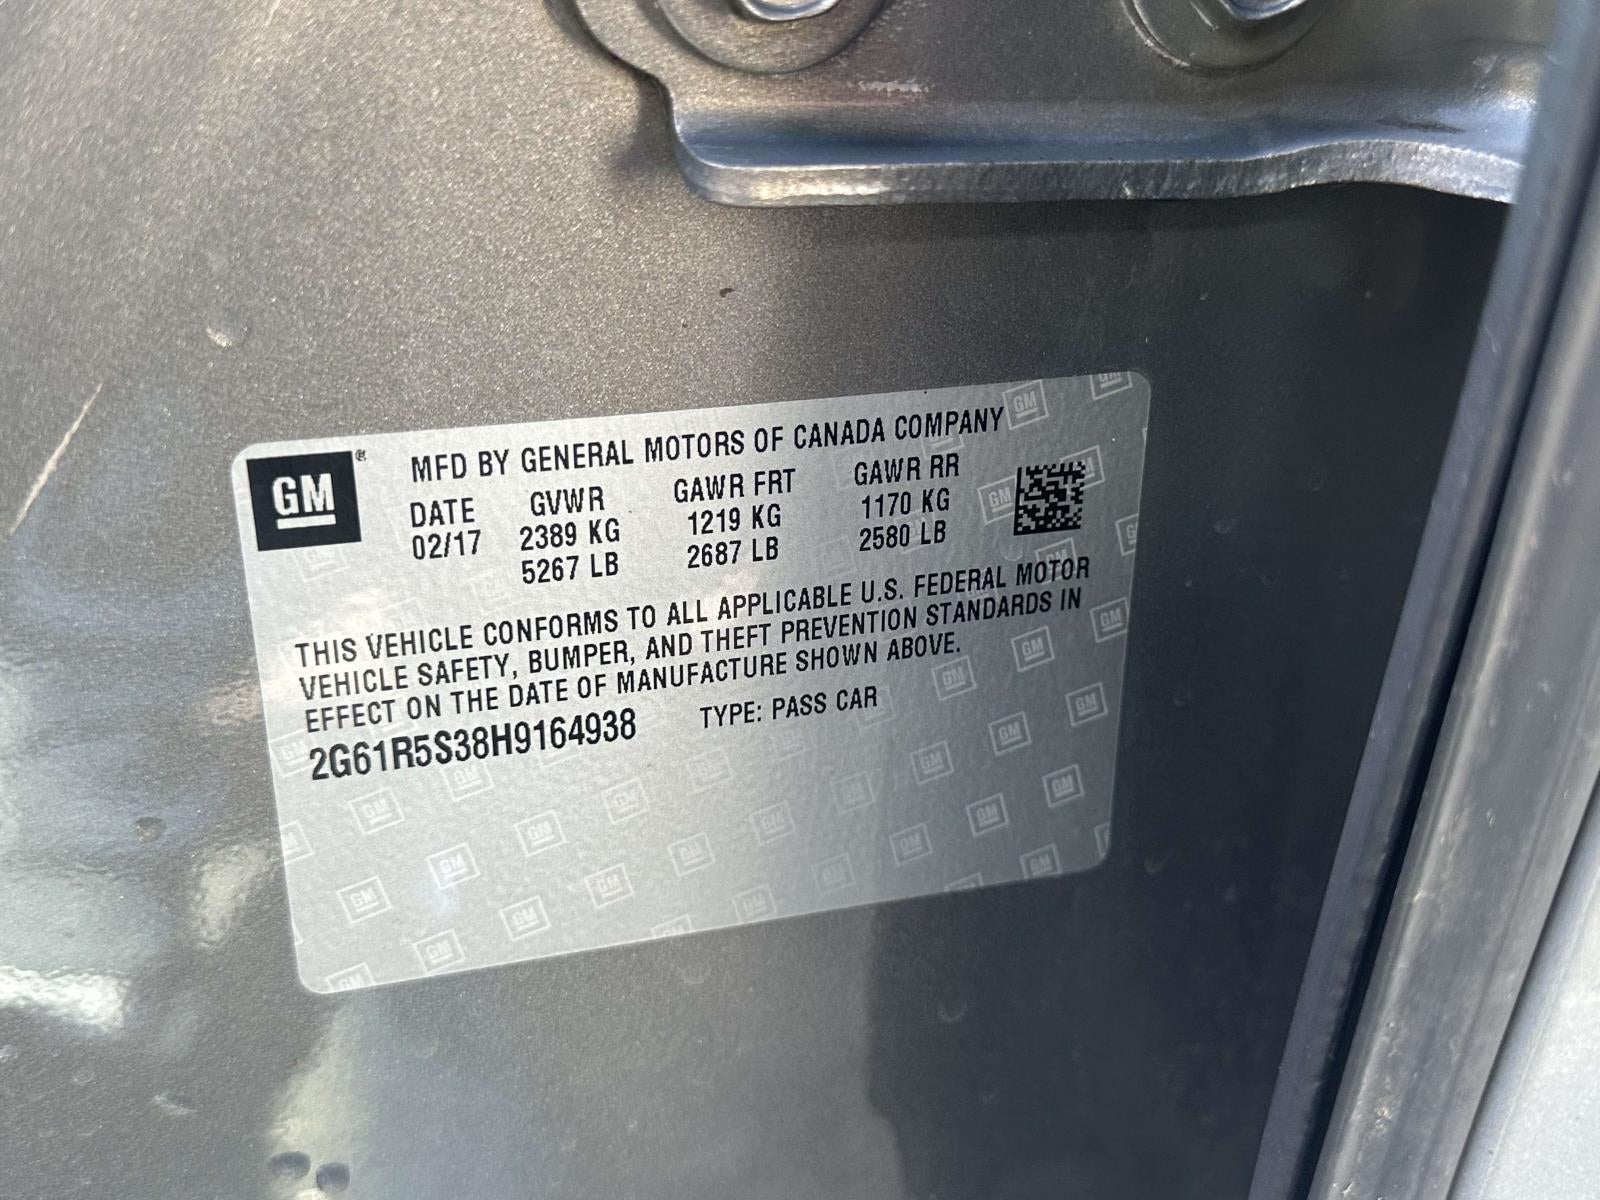 GM®
MFD BY GENERAL MOTORS OF CANADA COMPANY
DATE GVWR GAWR FRT GAWR RR
02/17 2389 KG 1219 KG 1170 KG
5267 LB 2687 LB 2580 LB
THIS VEHICLE CONFORMS TO ALL APPLICABLE U.S. FEDERAL MOTOR
VEHICLE SAFETY, BUMPER, AND THEFT PREVENTION STANDARDS IN
EFFECT ON THE DATE OF MANUFACTURE SHOWN ABOVE.
2G61R5S38H9164938 TYPE: PASS CAR